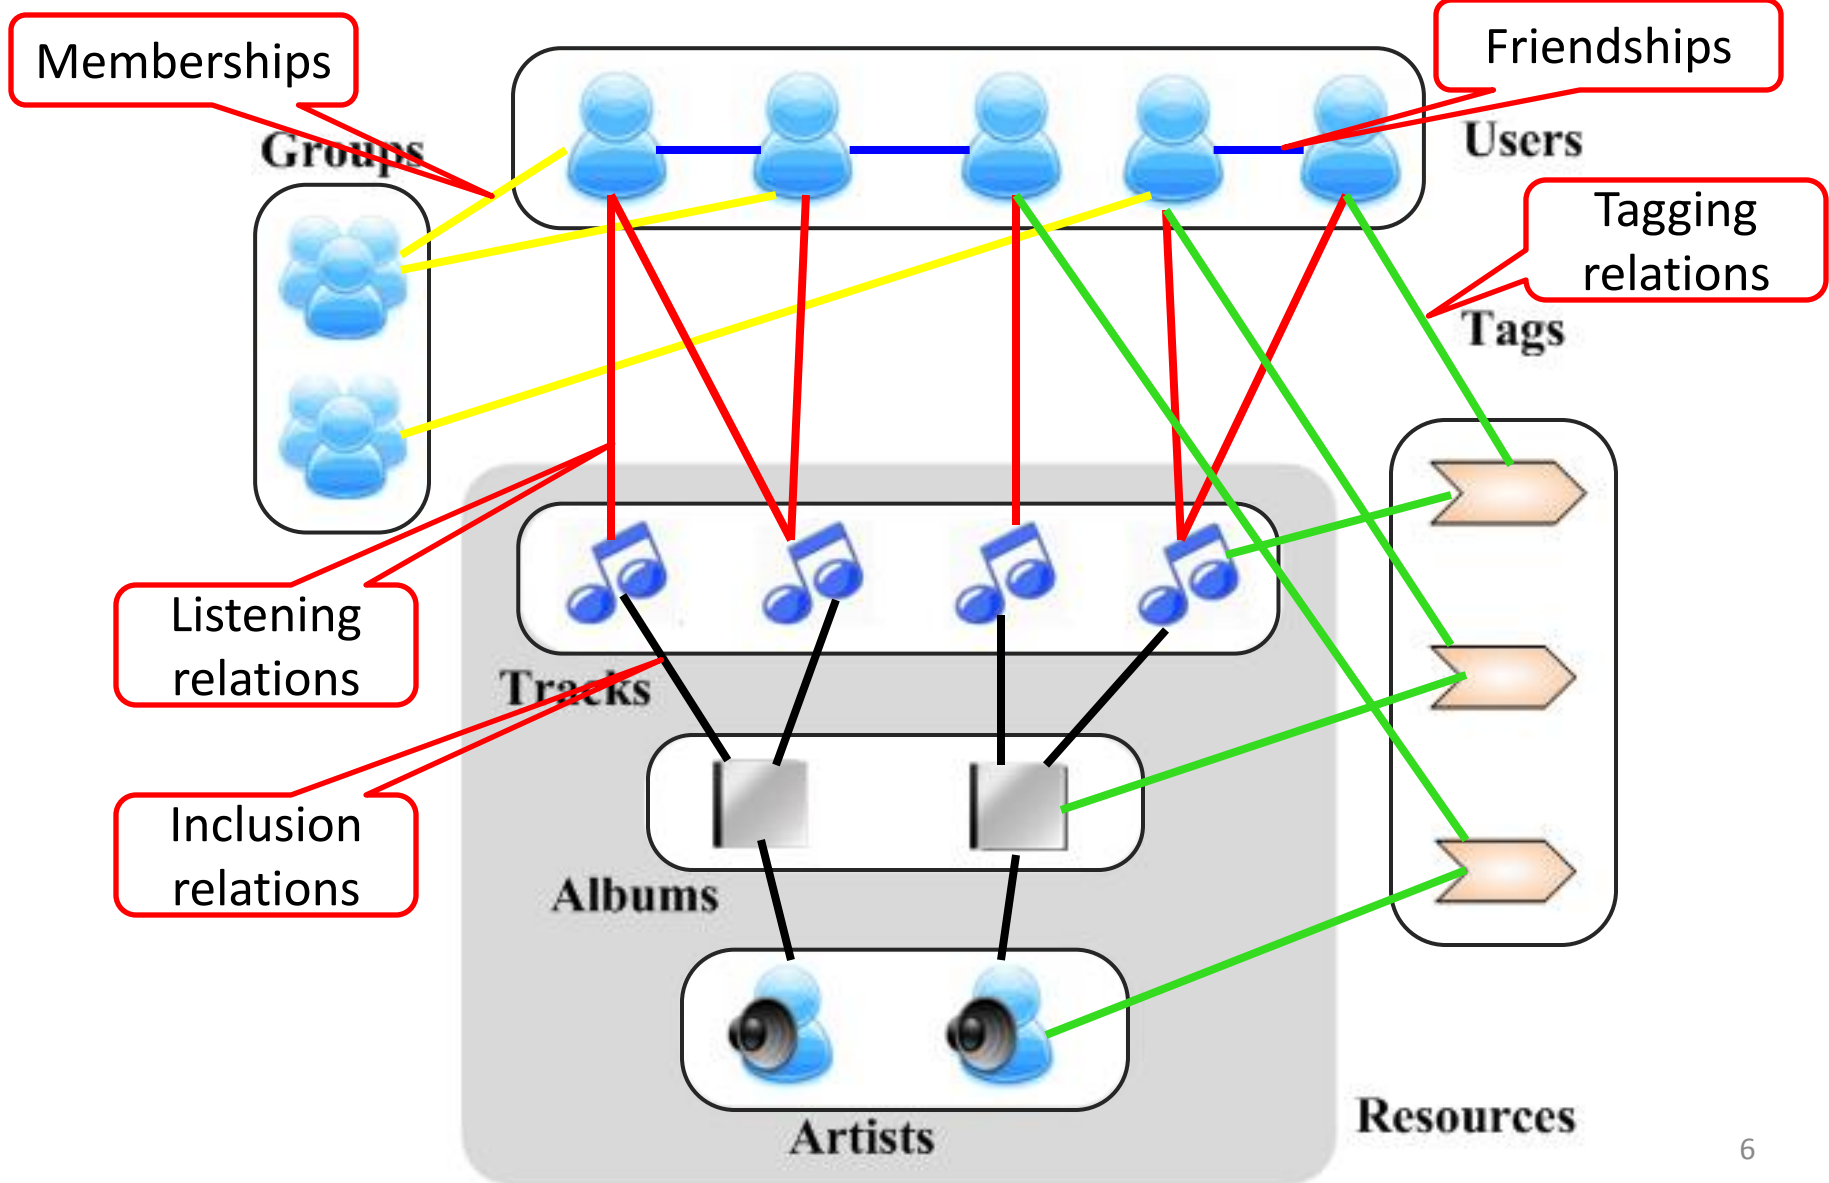 Memberships
Friendships
Groups
Users
Tagging
relations
Tags
Listening
relations
Tracks
Inclusion
relations
Albums
Artists
Resources
6